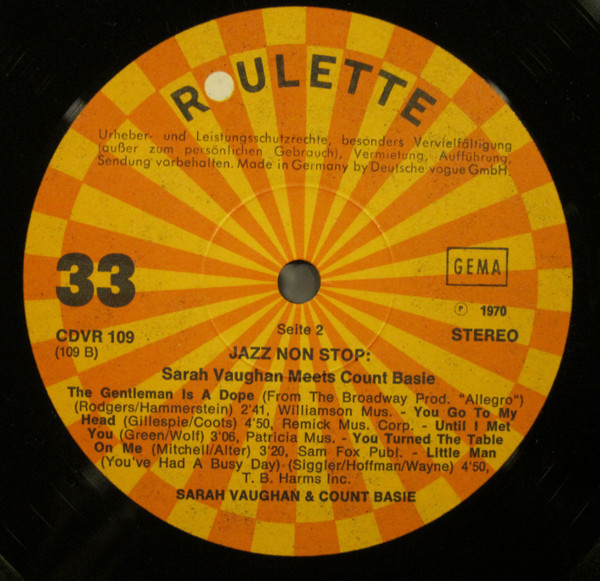 ROULETTE
Urheber- und Leistungsschutzrechte, besonders Vervielfältigung
(außer zum persönlichen Gebrauch), Vermietung, Aufführung,
Sendung vorbehalten. Made in Germany by Deutsche vogue GmbH.
33
GEMA
℗ 1970
CDVR 109
(109 B)
Seite 2
STEREO
JAZZ NON STOP:
Sarah Vaughan Meets Count Basie
The Gentleman Is A Dope (From The Broadway Prod. "Allegro")
(Rodgers/Hammerstein) 2'41, Williamson Mus. - You Go To My
Head (Gillespie/Coots) 4'50, Remick Mus. Corp. - Until I Met
You (Green/Wolf) 3'06, Patricia Mus. - You Turned The Table
On Me (Mitchell/Alter) 3'20, Sam Fox Publ. - Little Man
(You've Had A Busy Day) (Siggler/Hoffman/Wayne) 4'50,
T. B. Harms Inc.
SARAH VAUGHAN & COUNT BASIE